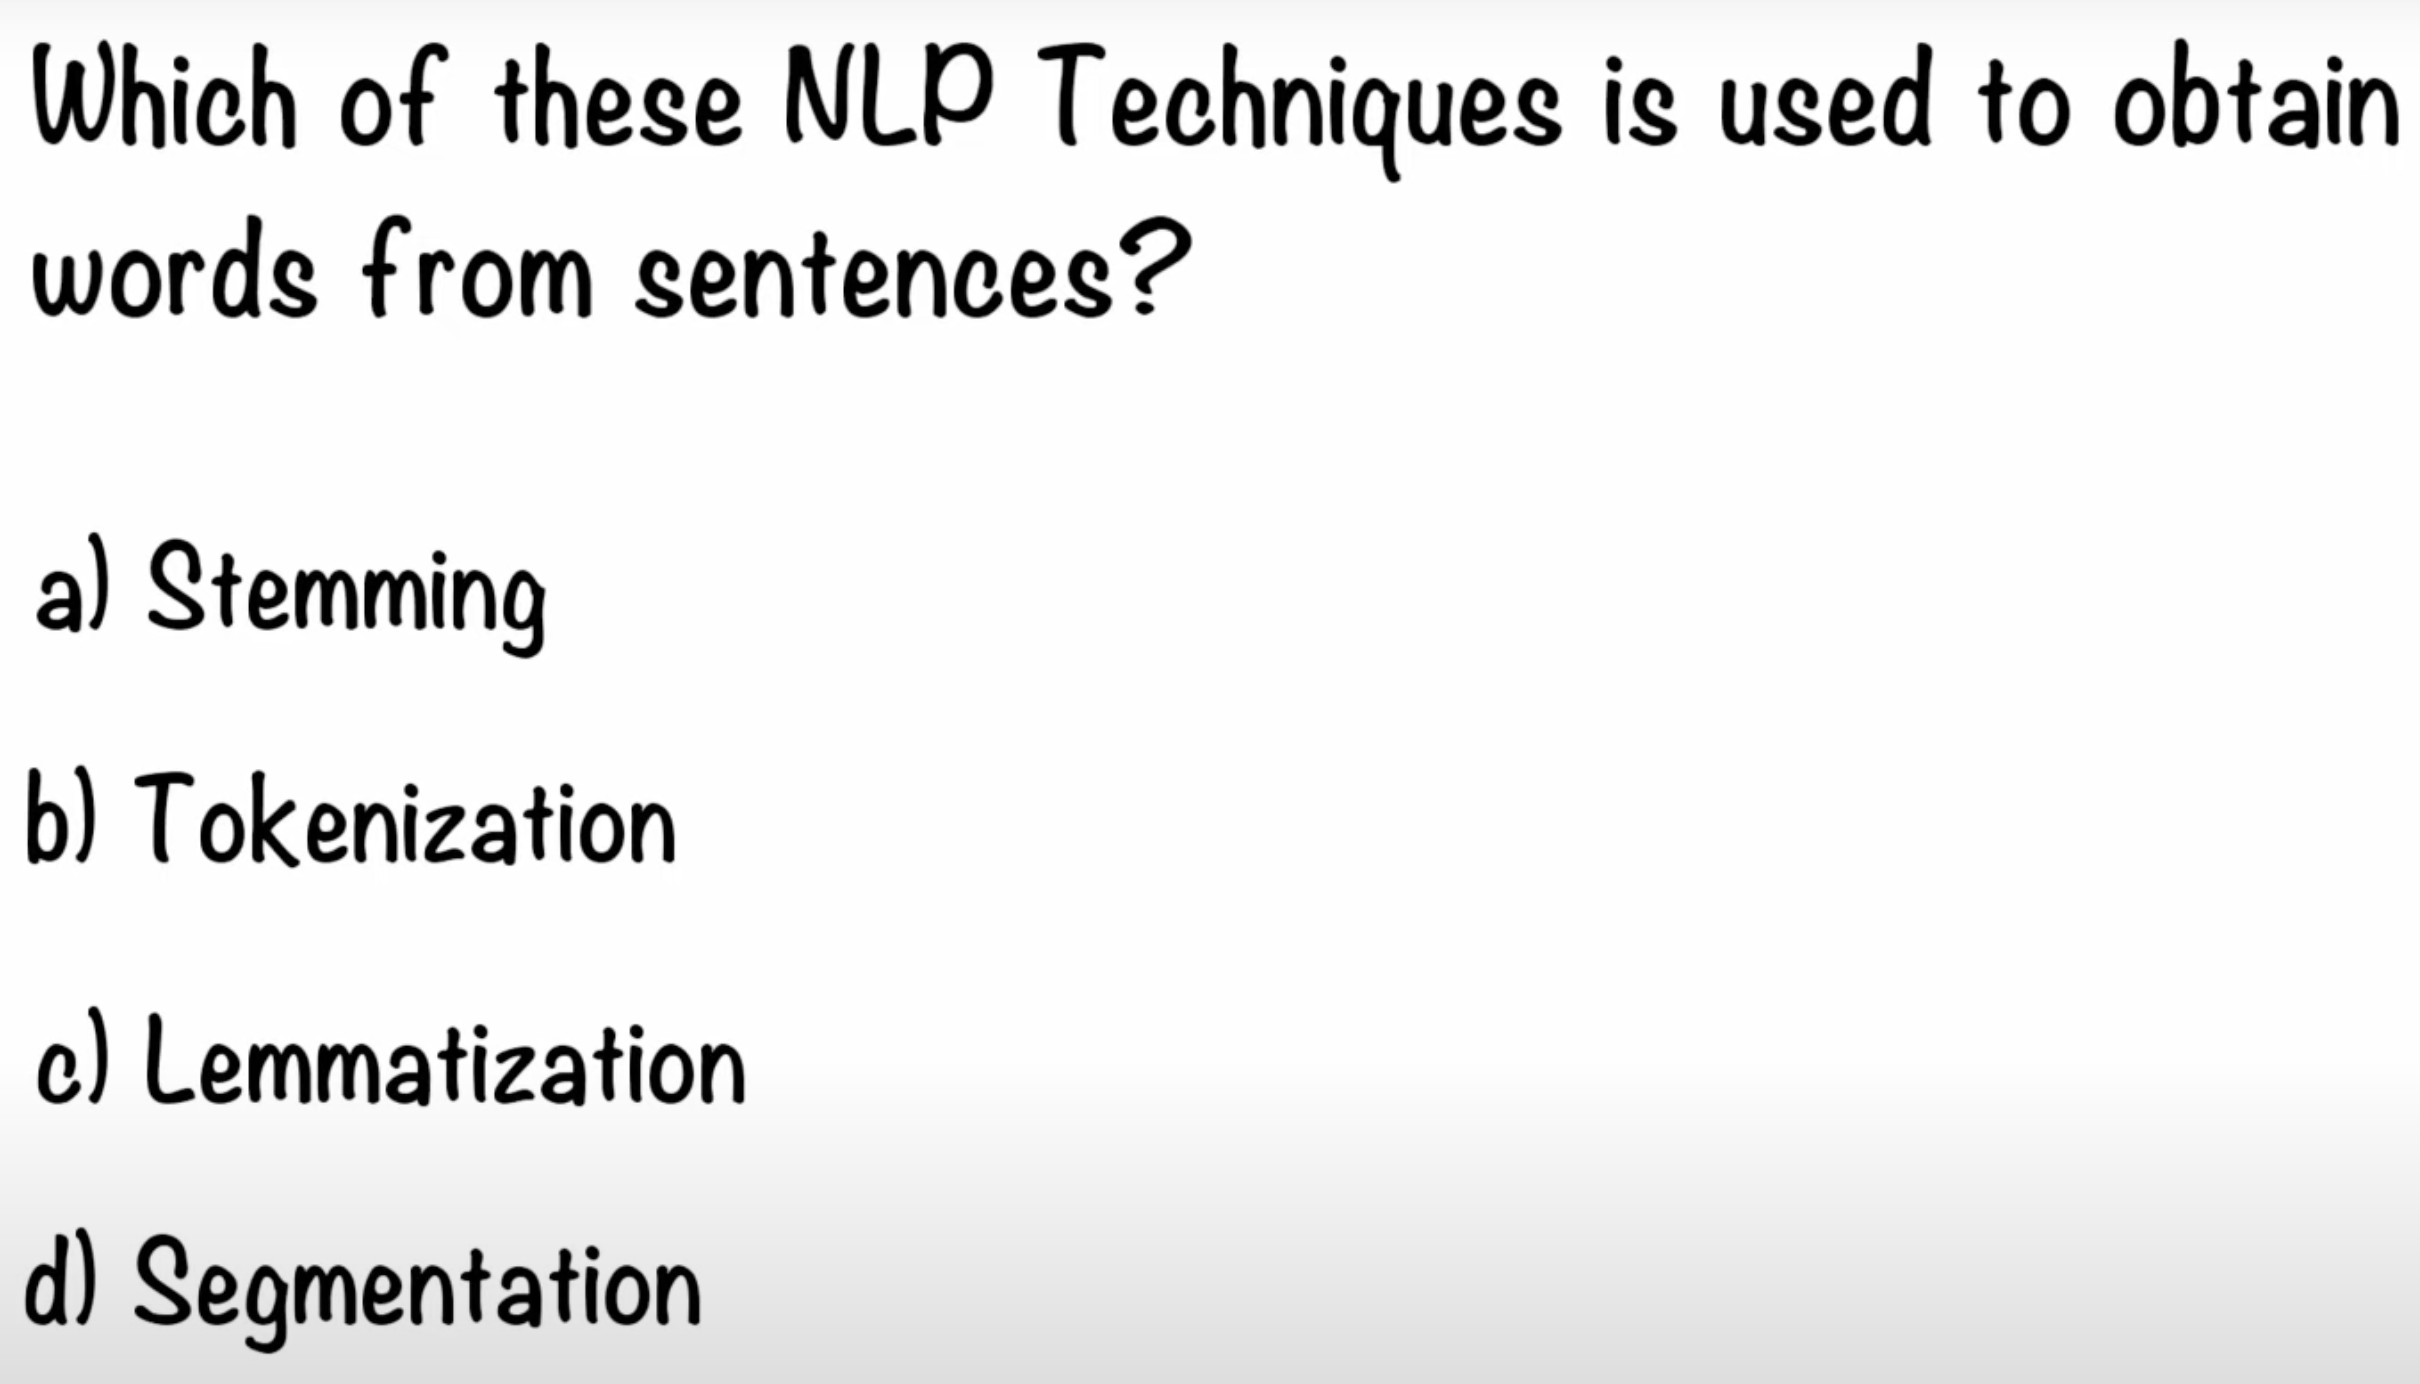 Which of these NLP Techniques is used to obtain
words from sentences?
a) Stemming
b) Tokenization
c) Lemmatization
d) Segmentation